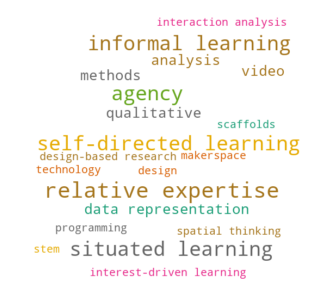 interaction analysis
informal learning
analysis
video
methods
agency
qualitative
scaffolds
self-directed learning
design-based research makerspace
technology design
relative expertise
data representation
programming
spatial thinking
stem situated learning
interest-driven learning